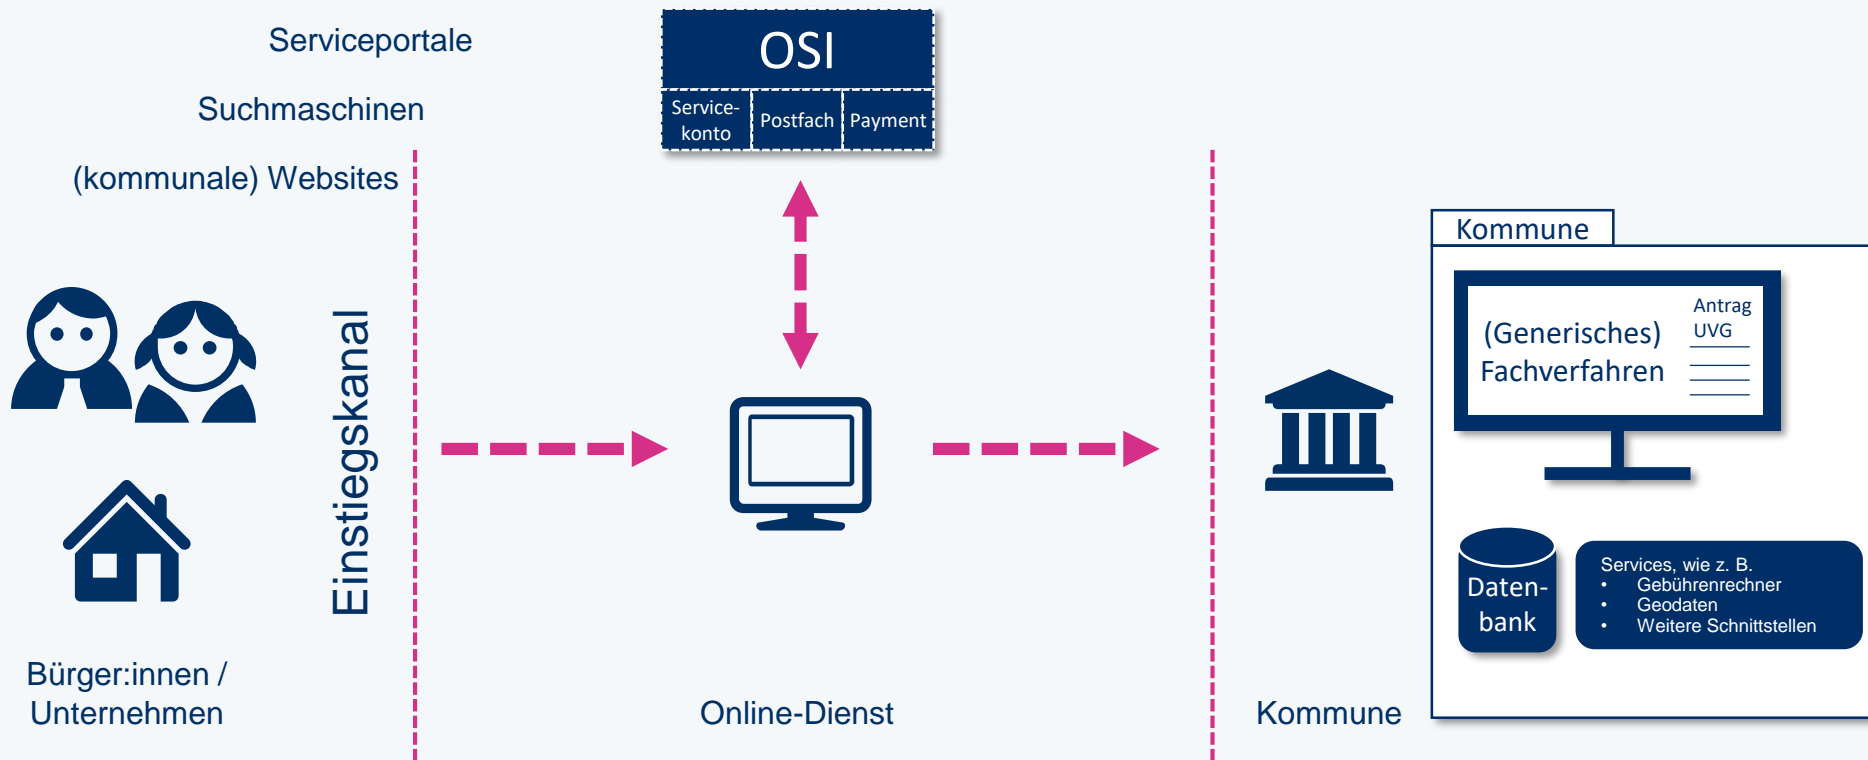 Serviceportale
Suchmaschinen
(kommunale) Websites
Einstiegskanal
Bürger:innen /
Unternehmen
OSI
Service-
konto
Postfach
Payment
Online-Dienst
Kommune
Kommune
(Generisches)
Fachverfahren
Antrag
UVG
Daten-
bank
Services, wie z. B.
• Gebührenrechner
• Geodaten
• Weitere Schnittstellen